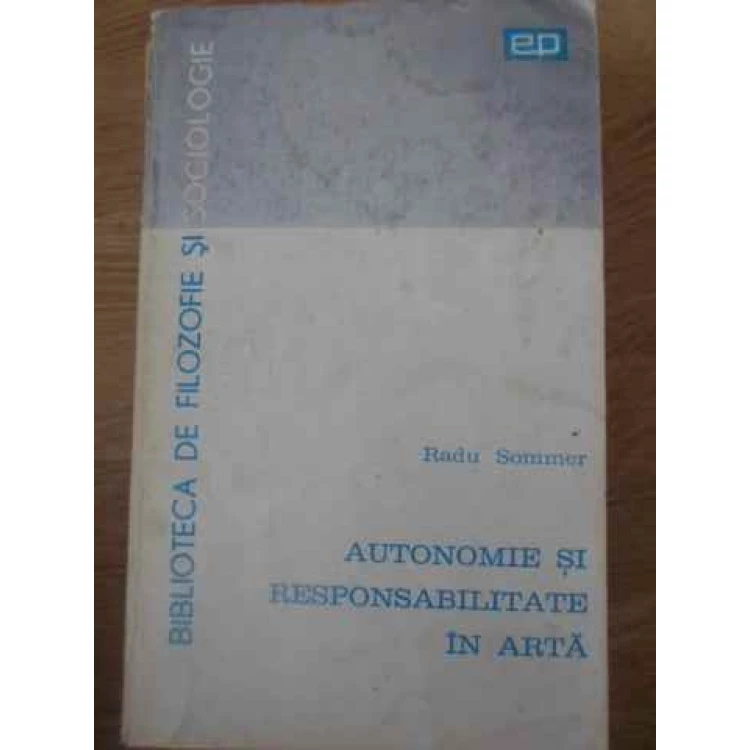 ep
BIBLIOTECA DE FILOZOFIE ȘI SOCIOLOGIE
Radu Sommer
AUTONOMIE ȘI
RESPONSABILITATE
ÎN ARTĂ